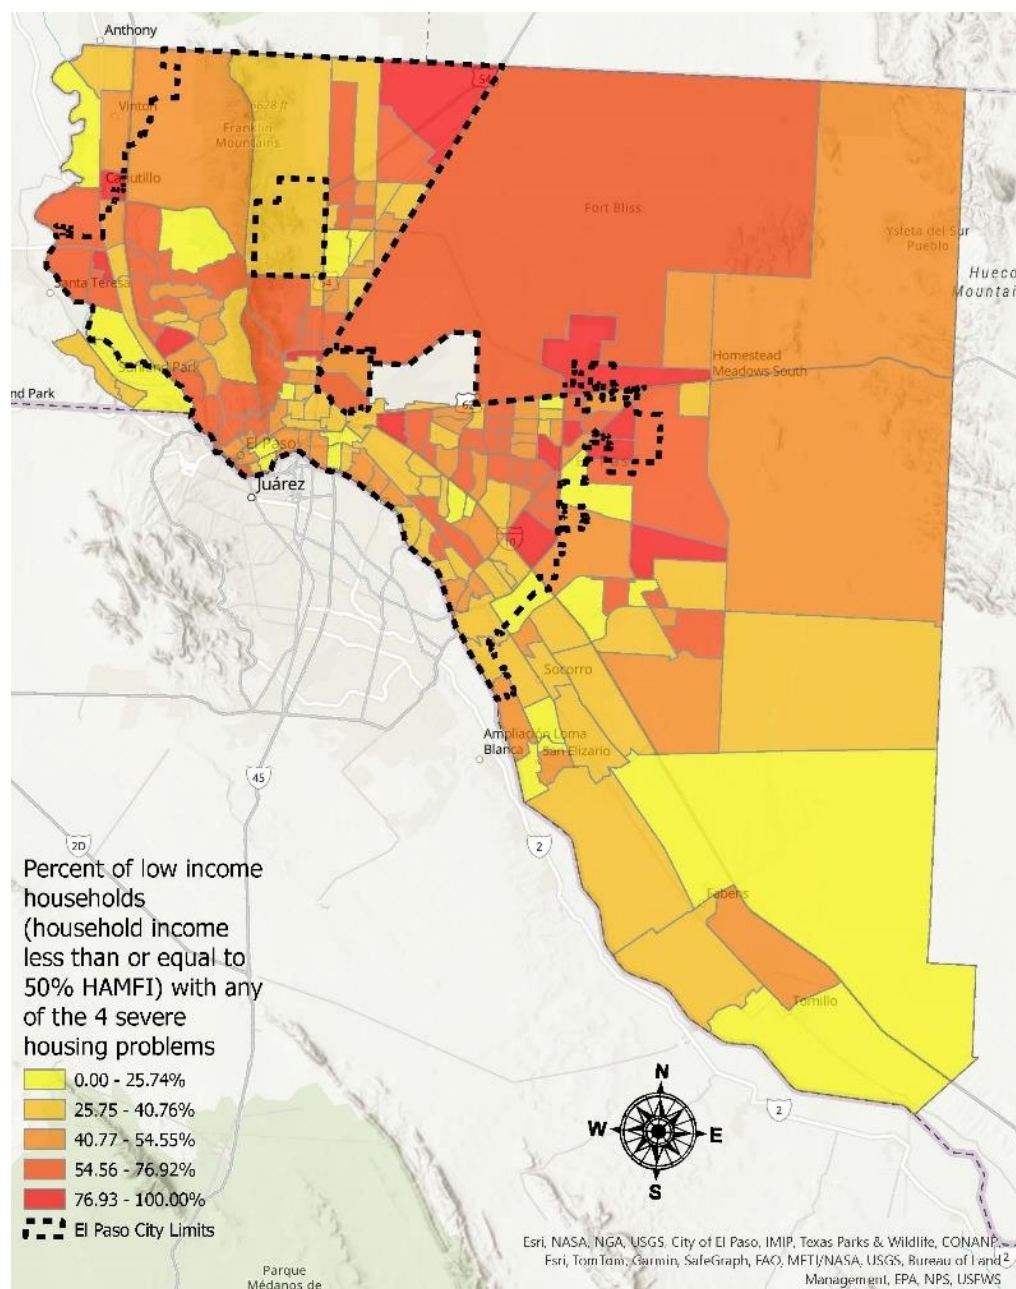 Anthony
54
Vinton
6628 ft
Franklin
Mountains
Canutillo
Fort Bliss
Ysleta del Sur
Pueblo
Hueco
Mountai
Santa Teresa
54
Homestead
Meadows South
Sunland Park
nd Park
62
El Paso
Juárez
10
Socorro
Ampliación Loma
Blanca
San Elizario
45
2D
2
Fabens
Tornillo
Percent of low income
households
(household income
less than or equal to
50% HAMFI) with any
of the 4 severe
housing problems
0.00 - 25.74%
25.75 - 40.76%
40.77 - 54.55%
54.56 - 76.92%
76.93 - 100.00%
El Paso City Limits
N
W
E
S
2
Parque
Médanos de
Esri, NASA, NGA, USGS, City of El Paso, IMIP, Texas Parks & Wildlife, CONANP,
Esri, TomTom, Garmin, SafeGraph, FAO, METI/NASA, USGS, Bureau of Land
2
Management, EPA, NPS, USFWS